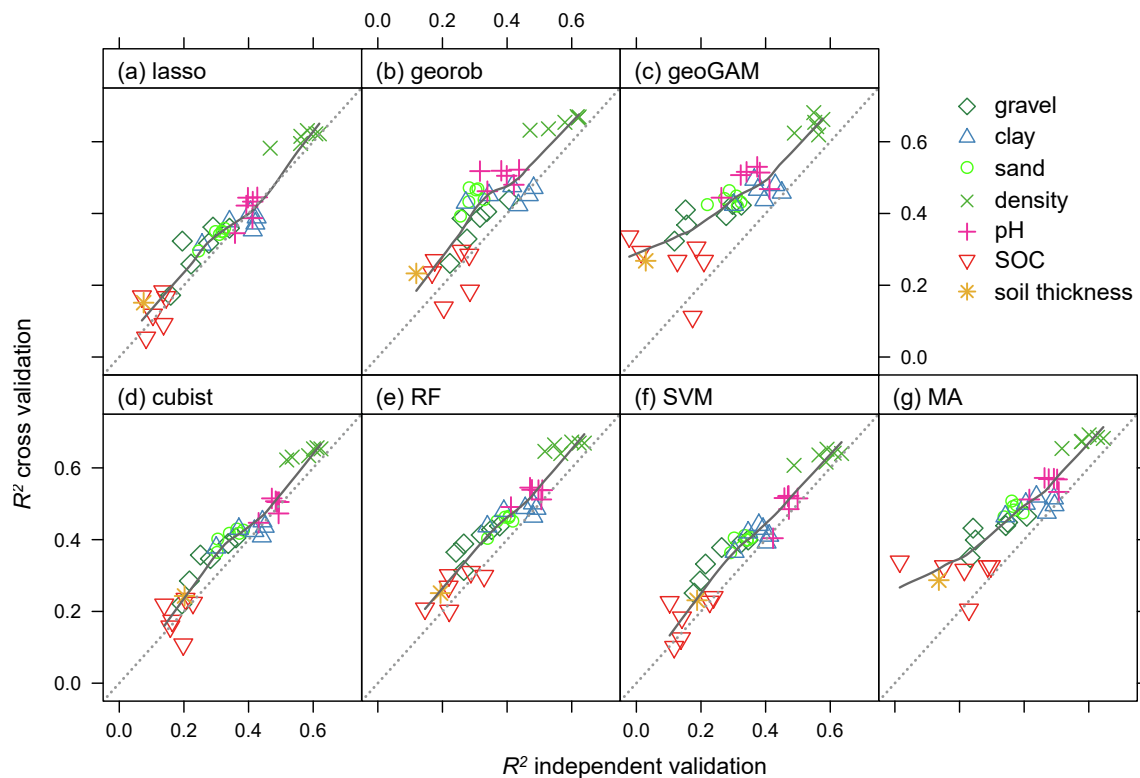 0.0 0.2 0.4 0.6
(a) lasso
(b) georob
(c) geoGAM
gravel
clay
sand
density
pH
SOC
soil thickness
0.6
0.4
0.2
0.0
R² cross validation
(d) cubist
(e) RF
(f) SVM
(g) MA
0.6
0.4
0.2
0.0
0.0 0.2 0.4 0.6
0.0 0.2 0.4 0.6
R² independent validation